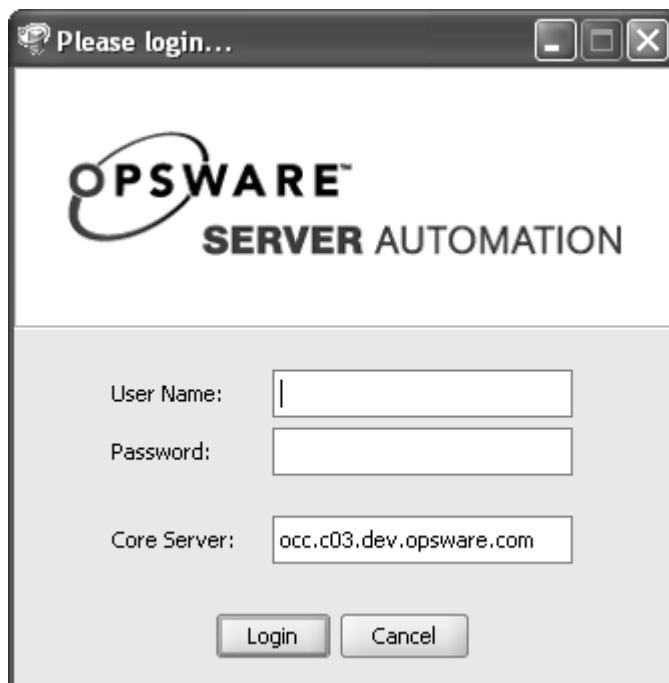 Please login...
OPSWARE™
SERVER AUTOMATION
User Name:
Password:
Core Server: occ.c03.dev.opsware.com
Login Cancel